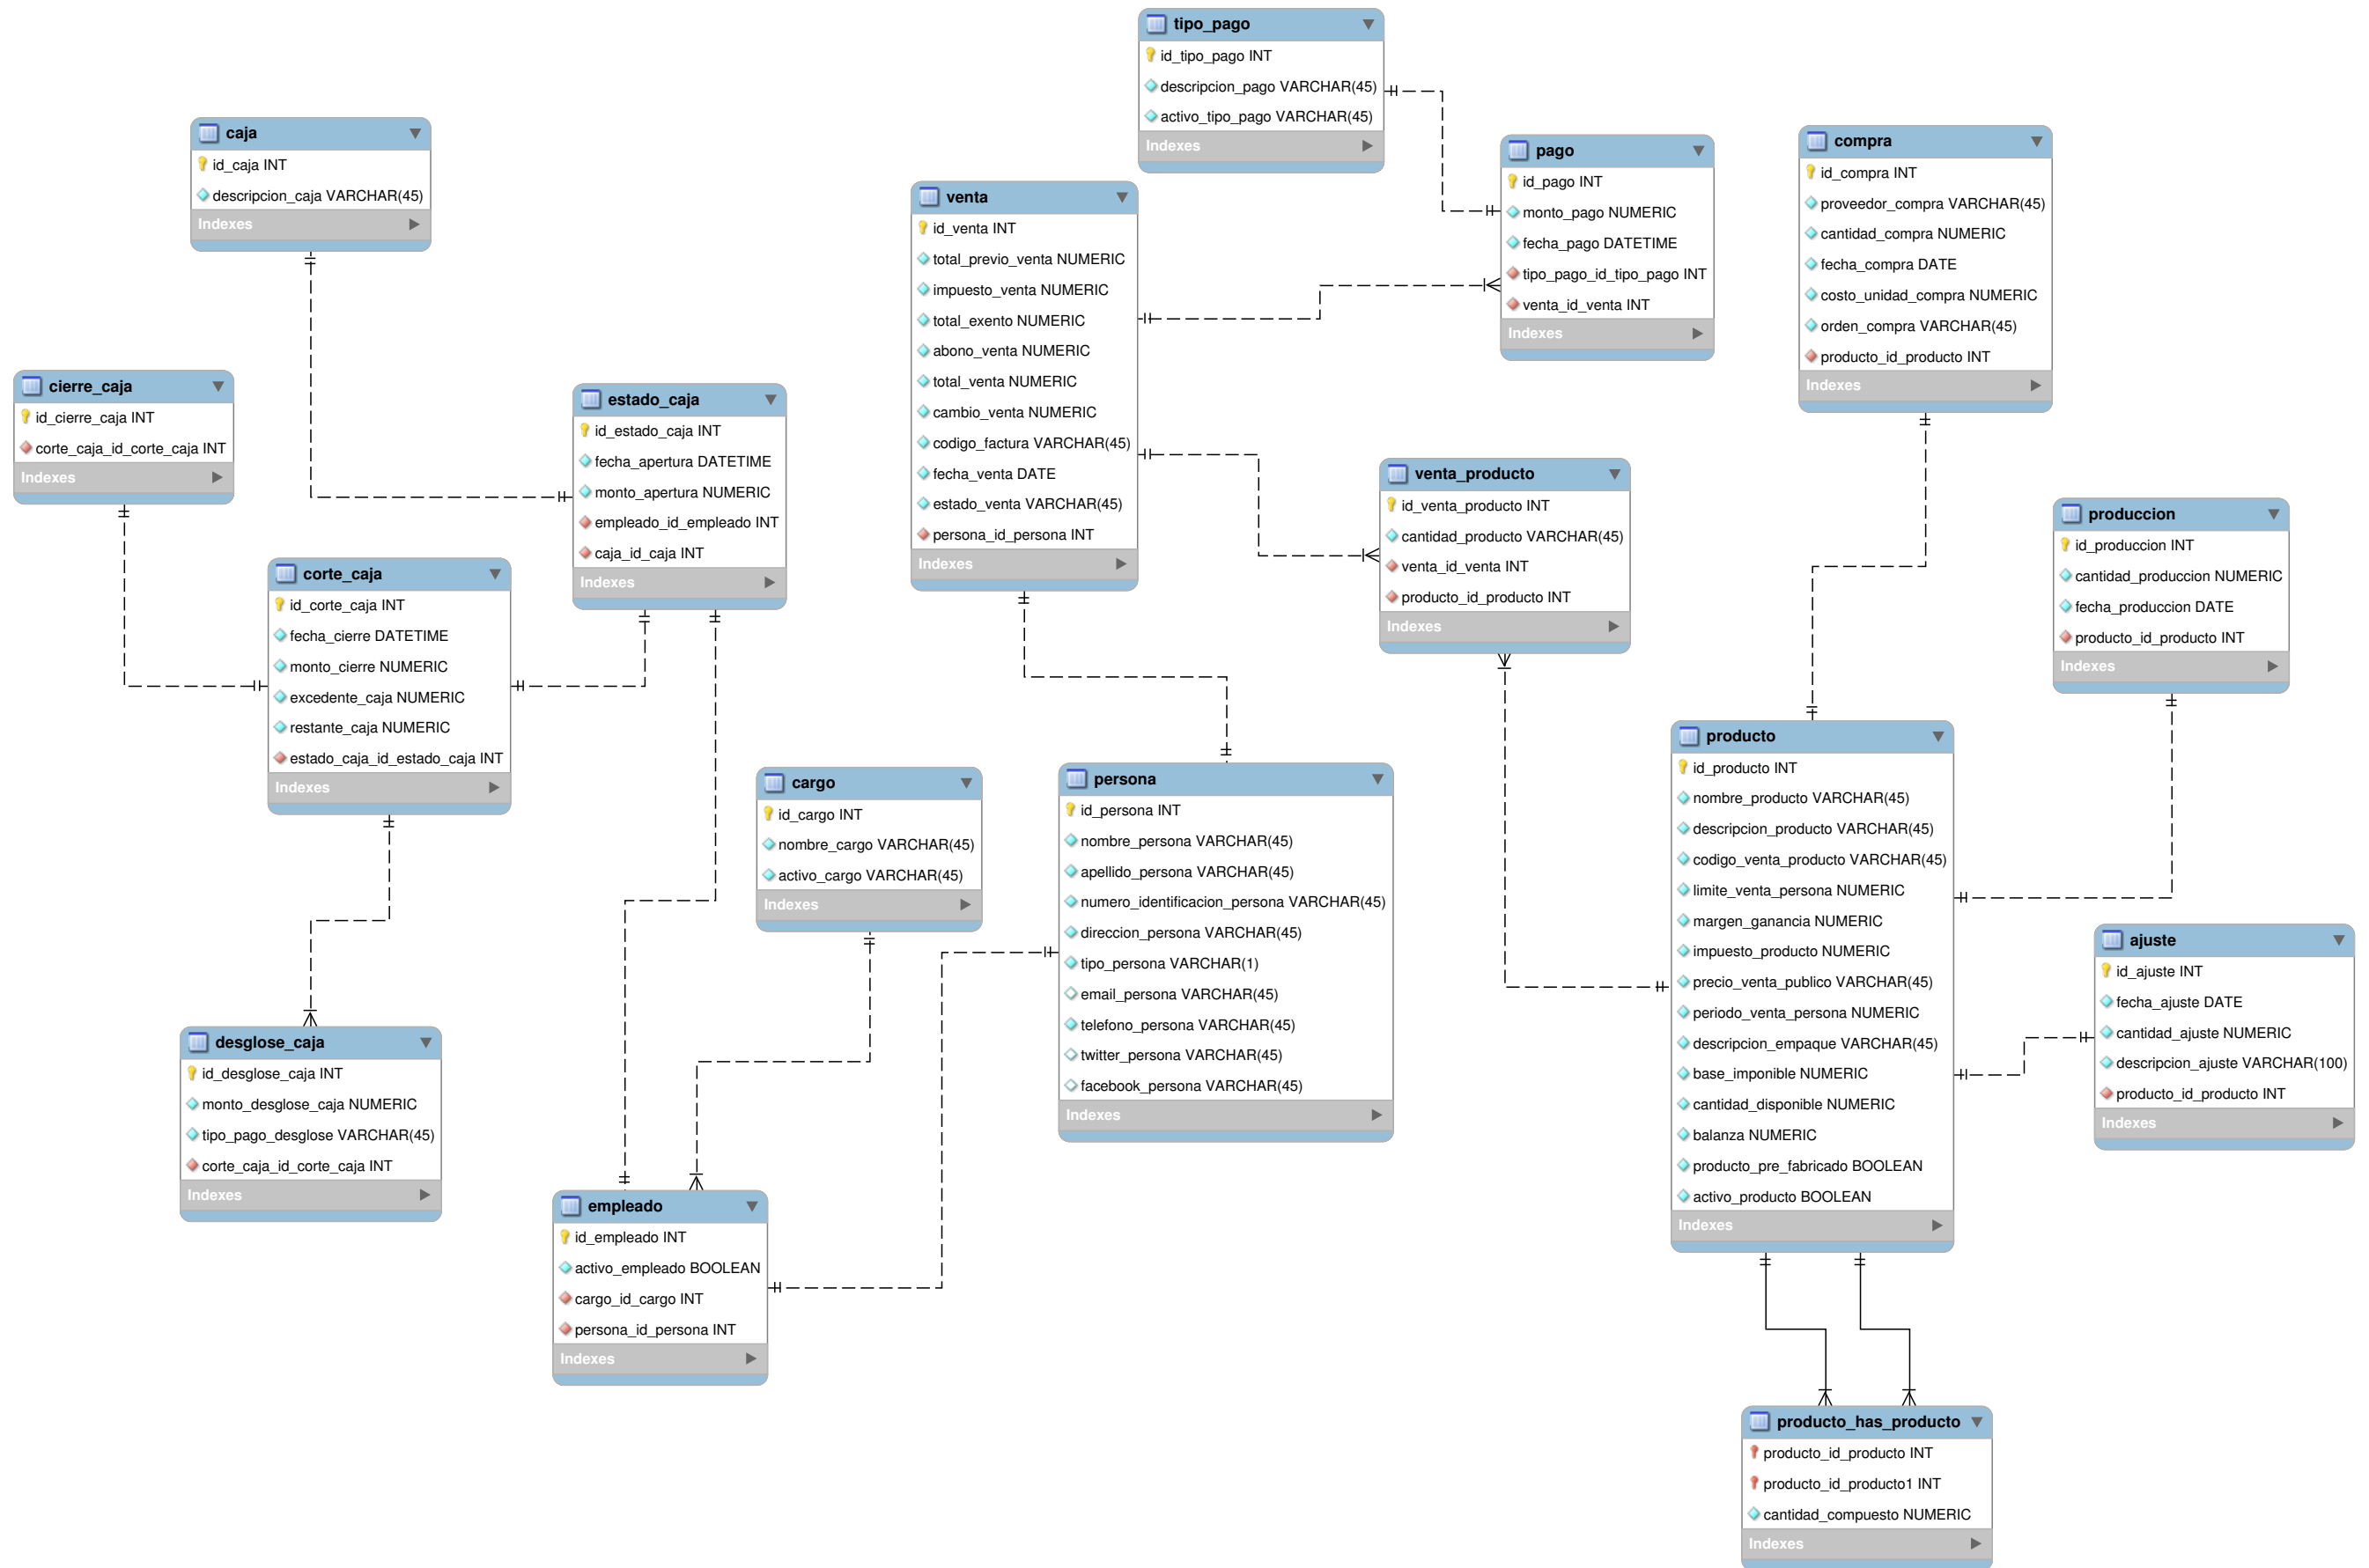 tipo_pago
id_tipo_pago INT
descripcion_pago VARCHAR(45)
activo_tipo_pago VARCHAR(45)
Indexes
caja
id_caja INT
descripcion_caja VARCHAR(45)
Indexes
pago
id_pago INT
monto_pago NUMERIC
fecha_pago DATETIME
tipo_pago_id_tipo_pago INT
venta_id_venta INT
Indexes
compra
id_compra INT
proveedor_compra VARCHAR(45)
cantidad_compra NUMERIC
fecha_compra DATE
costo_unidad_compra NUMERIC
orden_compra VARCHAR(45)
producto_id_producto INT
Indexes
venta
id_venta INT
total_previo_venta NUMERIC
impuesto_venta NUMERIC
total_exento NUMERIC
abono_venta NUMERIC
total_venta NUMERIC
cambio_venta NUMERIC
codigo_factura VARCHAR(45)
fecha_venta DATE
estado_venta VARCHAR(45)
persona_id_persona INT
Indexes
cierre_caja
id_cierre_caja INT
corte_caja_id_corte_caja INT
Indexes
estado_caja
id_estado_caja INT
fecha_apertura DATETIME
monto_apertura NUMERIC
empleado_id_empleado INT
caja_id_caja INT
Indexes
venta_producto
id_venta_producto INT
cantidad_producto VARCHAR(45)
venta_id_venta INT
producto_id_producto INT
Indexes
produccion
id_produccion INT
cantidad_produccion NUMERIC
fecha_produccion DATE
producto_id_producto INT
Indexes
corte_caja
id_corte_caja INT
fecha_cierre DATETIME
monto_cierre NUMERIC
excedente_caja NUMERIC
restante_caja NUMERIC
estado_caja_id_estado_caja INT
Indexes
producto
id_producto INT
nombre_producto VARCHAR(45)
descripcion_producto VARCHAR(45)
codigo_venta_producto VARCHAR(45)
limite_venta_persona NUMERIC
margen_ganancia NUMERIC
impuesto_producto NUMERIC
precio_venta_publico VARCHAR(45)
periodo_venta_persona NUMERIC
descripcion_empaque VARCHAR(45)
base_imponible NUMERIC
cantidad_disponible NUMERIC
balanza NUMERIC
producto_pre_fabricado BOOLEAN
activo_producto BOOLEAN
Indexes
cargo
id_cargo INT
nombre_cargo VARCHAR(45)
activo_cargo VARCHAR(45)
Indexes
persona
id_persona INT
nombre_persona VARCHAR(45)
apellido_persona VARCHAR(45)
numero_identificacion_persona VARCHAR(45)
direccion_persona VARCHAR(45)
tipo_persona VARCHAR(1)
email_persona VARCHAR(45)
telefono_persona VARCHAR(45)
twitter_persona VARCHAR(45)
facebook_persona VARCHAR(45)
Indexes
ajuste
id_ajuste INT
fecha_ajuste DATE
cantidad_ajuste NUMERIC
descripcion_ajuste VARCHAR(100)
producto_id_producto INT
Indexes
desglose_caja
id_desglose_caja INT
monto_desglose_caja NUMERIC
tipo_pago_desglose VARCHAR(45)
corte_caja_id_corte_caja INT
Indexes
empleado
id_empleado INT
activo_empleado BOOLEAN
cargo_id_cargo INT
persona_id_persona INT
Indexes
producto_has_producto
producto_id_producto INT
producto_id_producto1 INT
cantidad_compuesto NUMERIC
Indexes